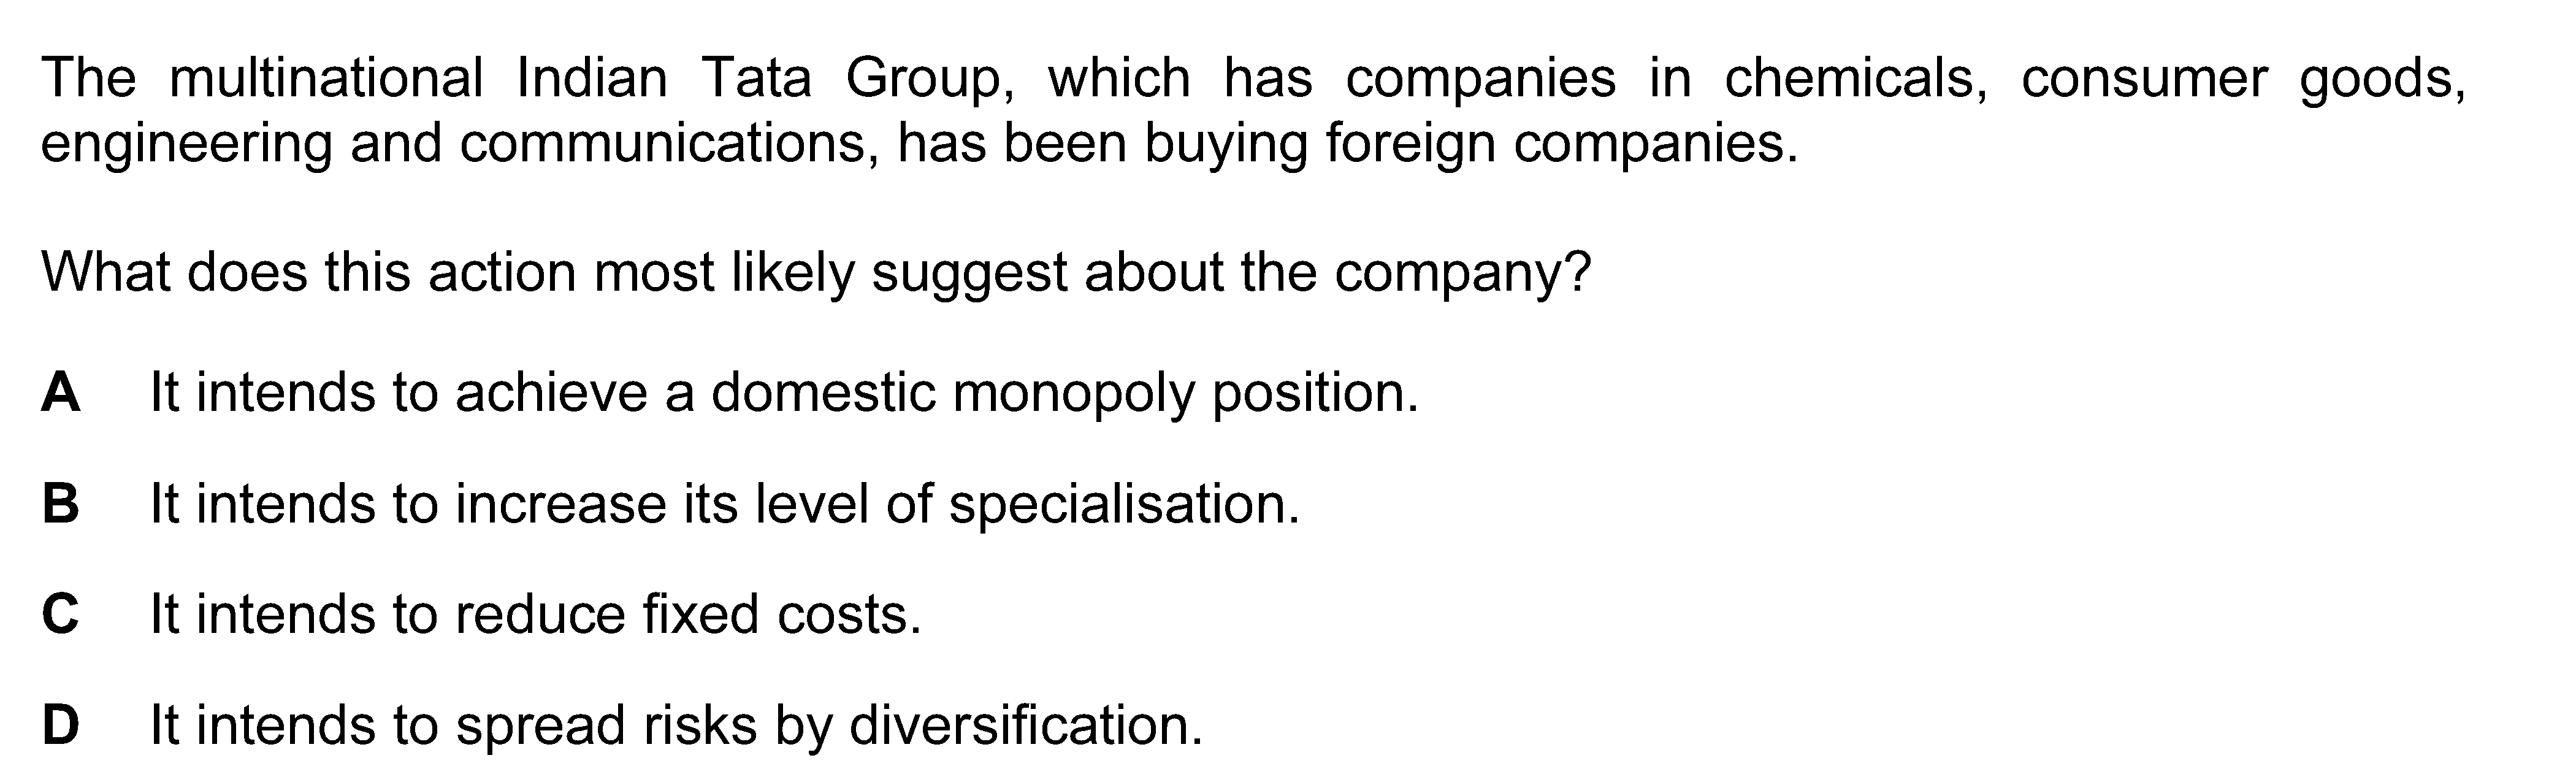 The multinational Indian Tata Group, which has companies in chemicals, consumer goods,
engineering and communications, has been buying foreign companies.
What does this action most likely suggest about the company?
A It intends to achieve a domestic monopoly position.
B It intends to increase its level of specialisation.
C It intends to reduce fixed costs.
D It intends to spread risks by diversification.